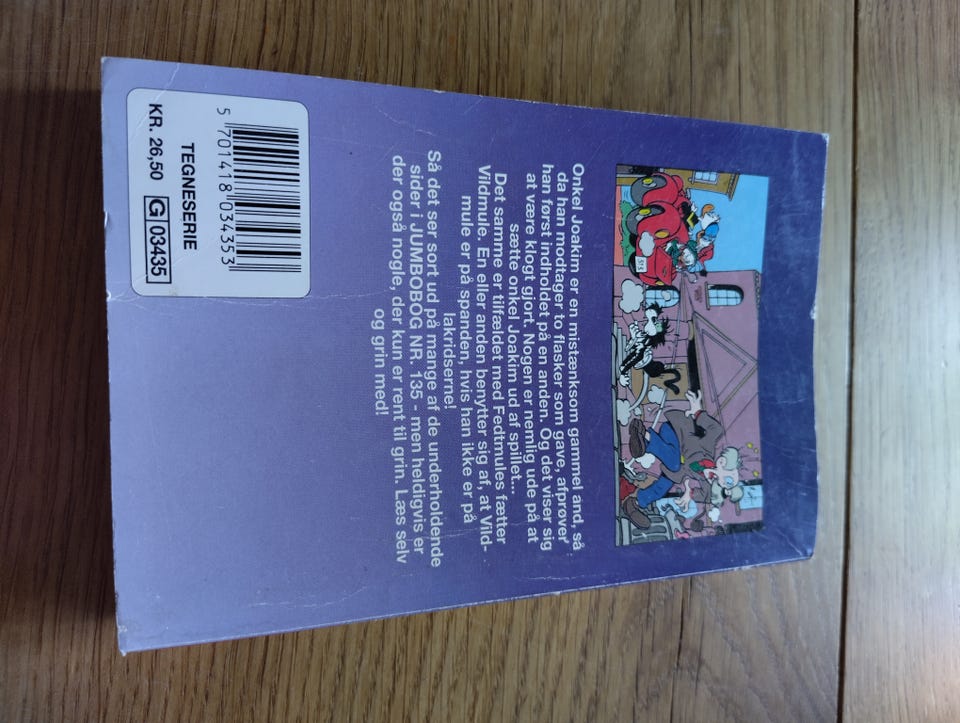 Onkel Joakim er en mistænksom gammel and, så
da han modtager to flasker som gave, afprøver
han først indholdet på en anden. Og det viser sig
at være klogt gjort. Nogen er nemlig ude på at
sætte onkel Joakim ud af spillet...
Det samme er tilfældet med Fedtmules fætter
Vildmule. En eller anden benytter sig af, at Vild-
mule er på spanden, hvis han ikke er på
lakridserne!
Så det ser sort ud på mange af de underholdende
sider i JUMBOBOG NR. 135 - men heldigvis er
der også nogle, der kun er rent til grin. Læs selv
og grin med!
5 701418 034353
TEGNESERIE
KR. 26,50 G 03435